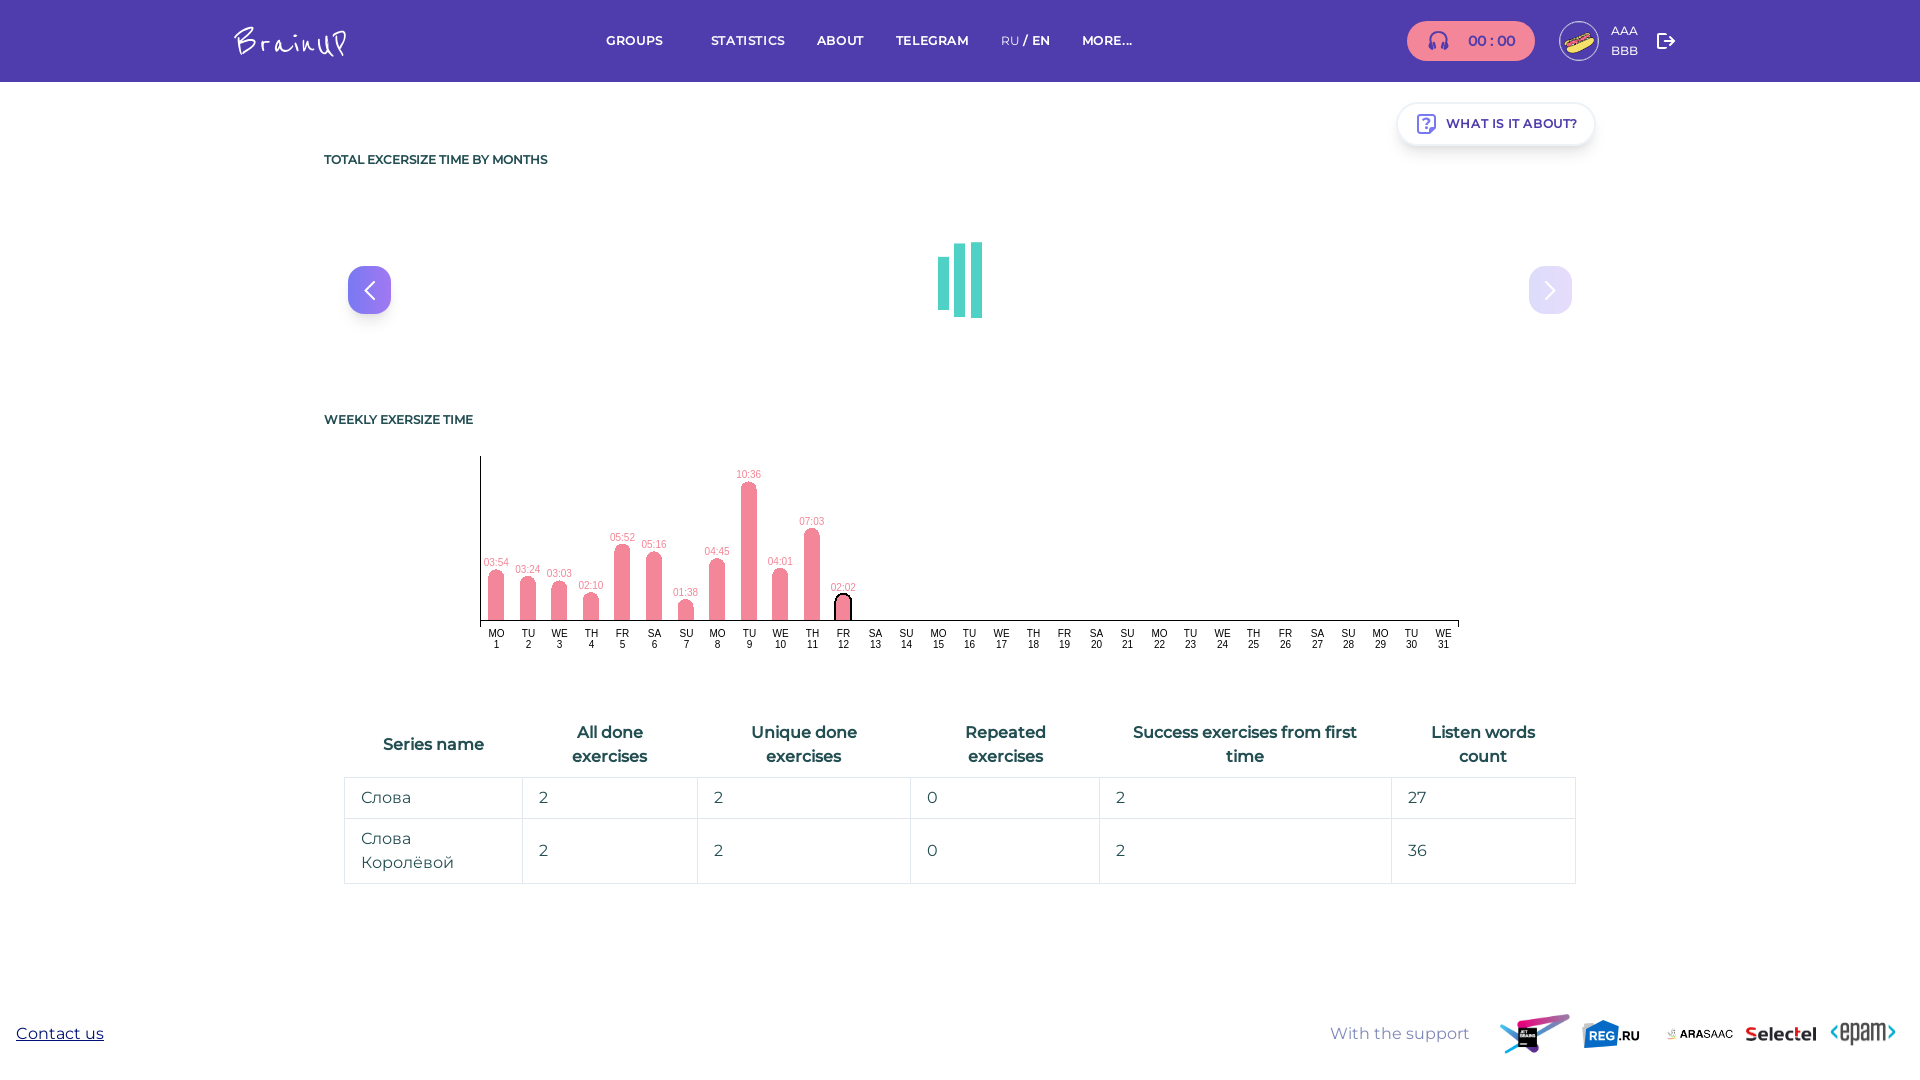 BrainUP
GROUPS STATISTICS ABOUT TELEGRAM RU / EN MORE...
00 : 00
AAA
BBB
WHAT IS IT ABOUT?
TOTAL EXCERSIZE TIME BY MONTHS
WEEKLY EXERSIZE TIME
03:54 03:24 03:03 02:10 05:52 05:16 01:38 04:45 10:36 04:01 07:03 02:02
MO TU WE TH FR SA SU MO TU WE TH FR SA SU MO TU WE TH FR SA SU MO TU WE TH FR SA SU MO TU WE
1 2 3 4 5 6 7 8 9 10 11 12 13 14 15 16 17 18 19 20 21 22 23 24 25 26 27 28 29 30 31
Series name All done exercises Unique done exercises Repeated exercises Success exercises from first time Listen words count
Слова 2 2 0 2 27
Слова Королёвой 2 2 0 2 36
Contact us
With the support
JET BRAINS
REG.RU
ARASAAC
Selectel
<epam>